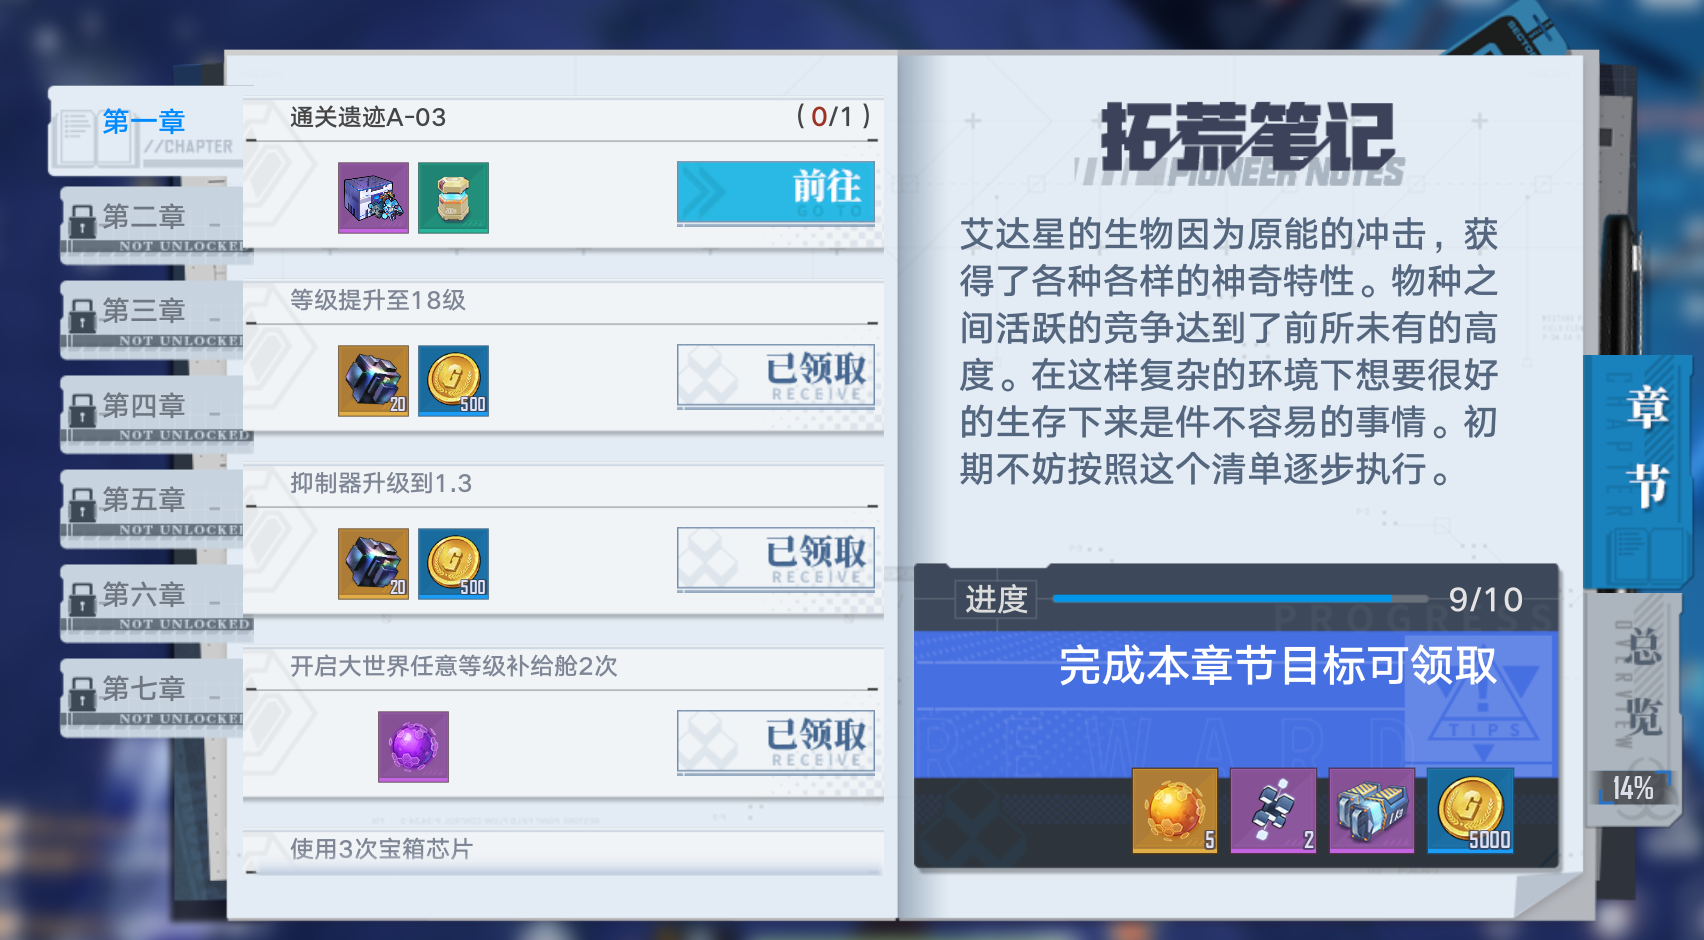 第一章
//CHAPTER
第二章
NOT UNLOCKED
第三章
NOT UNLOCKED
第四章
NOT UNLOCKED
第五章
NOT UNLOCKED
第六章
NOT UNLOCKED
第七章
NOT UNLOCKED
通关遗迹A-03
(0/1)
前往
GO TO
等级提升至18级
20
500
已领取
RECEIVE
抑制器升级到1.3
20
500
已领取
RECEIVE
开启大世界任意等级补给舱2次
已领取
RECEIVE
使用3次宝箱芯片
拓荒笔记
PIONEER NOTES
艾达星的生物因为原能的冲击，获
得了各种各样的神奇特性。物种之
间活跃的竞争达到了前所未有的高
度。在这样复杂的环境下想要很好
的生存下来是件不容易的事情。初
期不妨按照这个清单逐步执行。
进度
9/10
PROGRESS
完成本章节目标可领取
REWARD
TIPS
5
2
5000
章节
CHAPTER
总览
OVERVIEW
14%